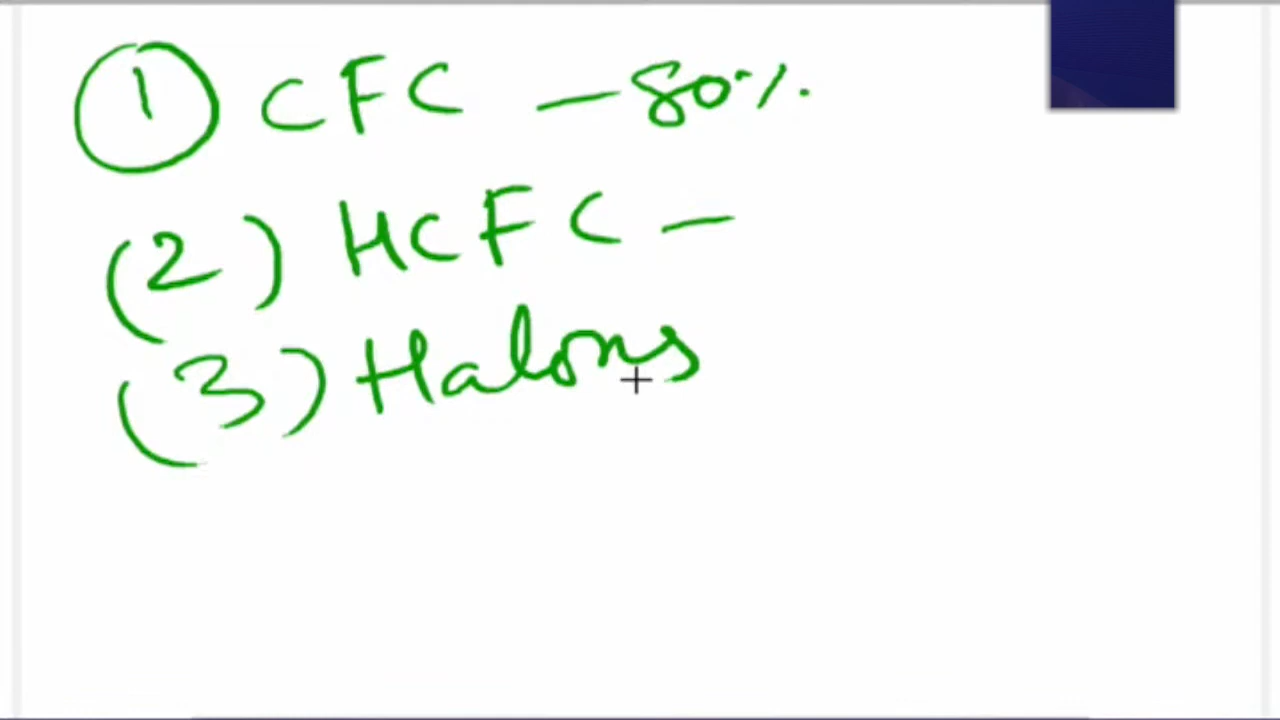 1 CFC - 80%.
(2) HCFC -
(3) Halons